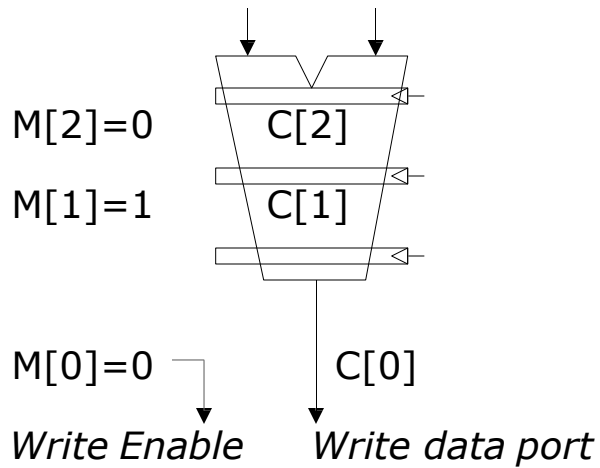 M[2]=0 C[2]
M[1]=1 C[1]
M[0]=0 C[0]
Write Enable Write data port